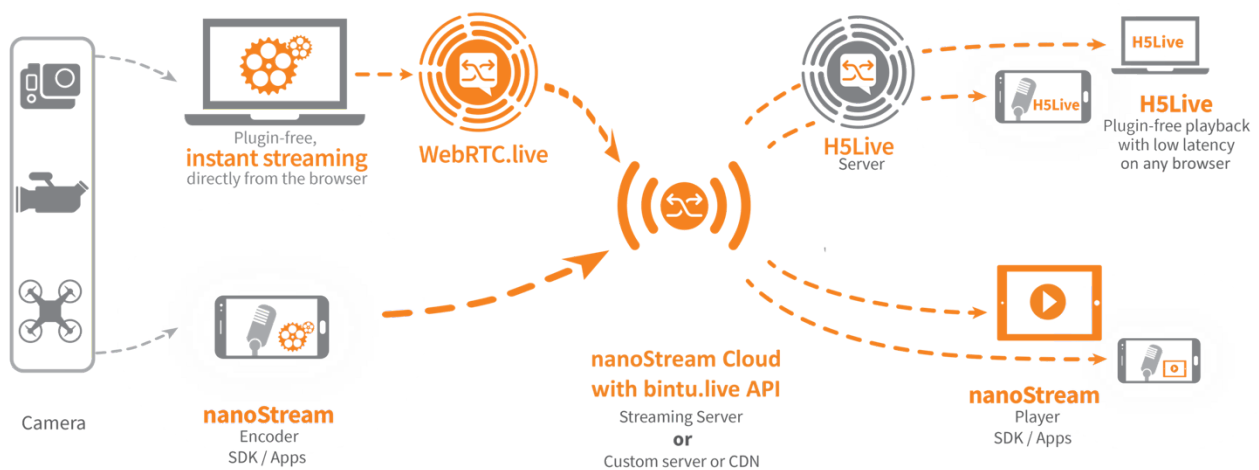 Camera
Plugin-free,
instant streaming
directly from the browser
WebRTC.live
nanoStream
Encoder
SDK / Apps
nanoStream Cloud
with bintu.live API
Streaming Server
or
Custom server or CDN
H5Live
Server
H5Live
H5Live
H5Live
Plugin-free playback
with low latency
on any browser
nanoStream
Player
SDK / Apps